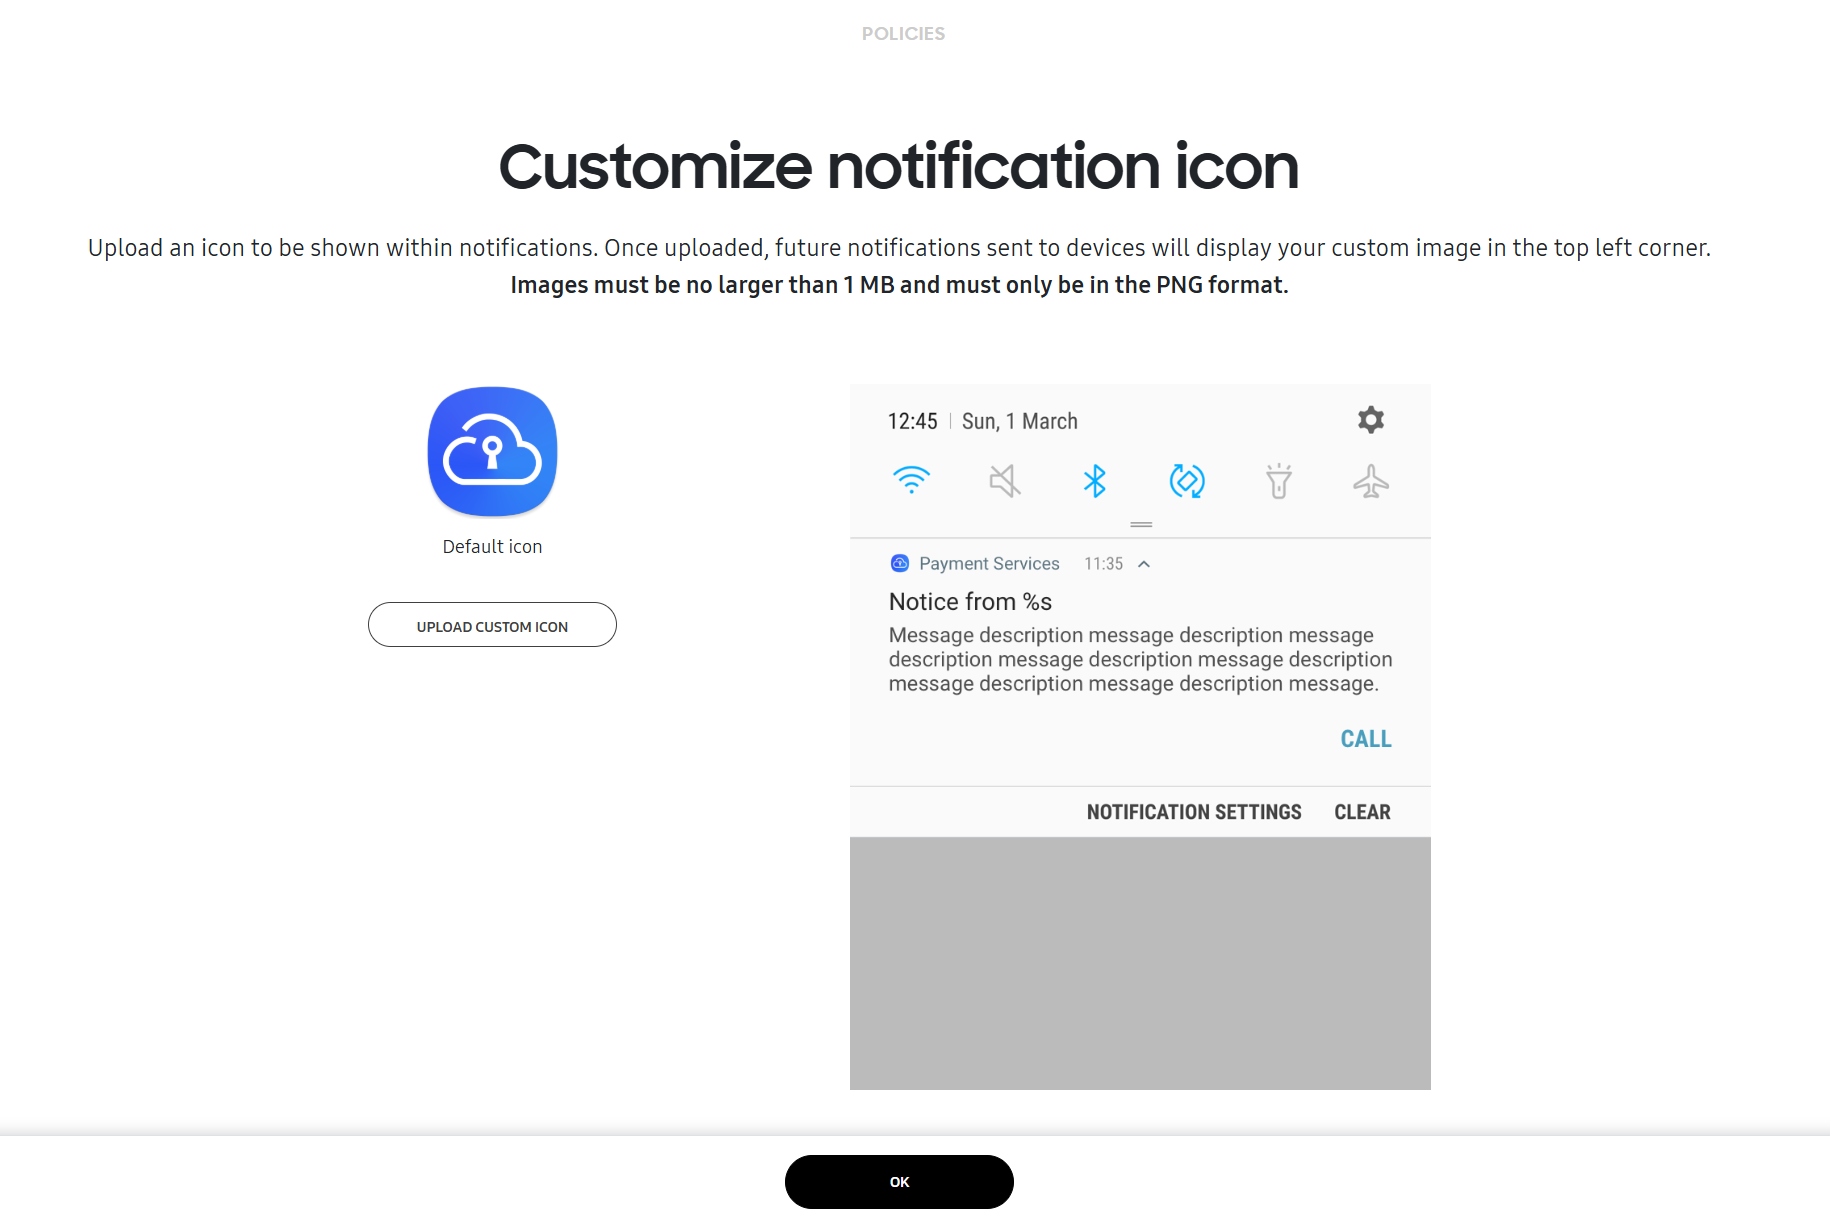 POLICIES
Customize notification icon
Upload an icon to be shown within notifications. Once uploaded, future notifications sent to devices will display your custom image in the top left corner.
Images must be no larger than 1 MB and must only be in the PNG format.
Default icon
UPLOAD CUSTOM ICON
12:45 | Sun, 1 March
Payment Services 11:35
Notice from %s
Message description message description message
description message description message description
message description message description message.
CALL
NOTIFICATION SETTINGS CLEAR
OK